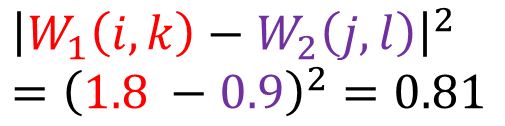 |W₁(i, k) − W₂(j, l)|²
= (1.8 − 0.9)² = 0.81